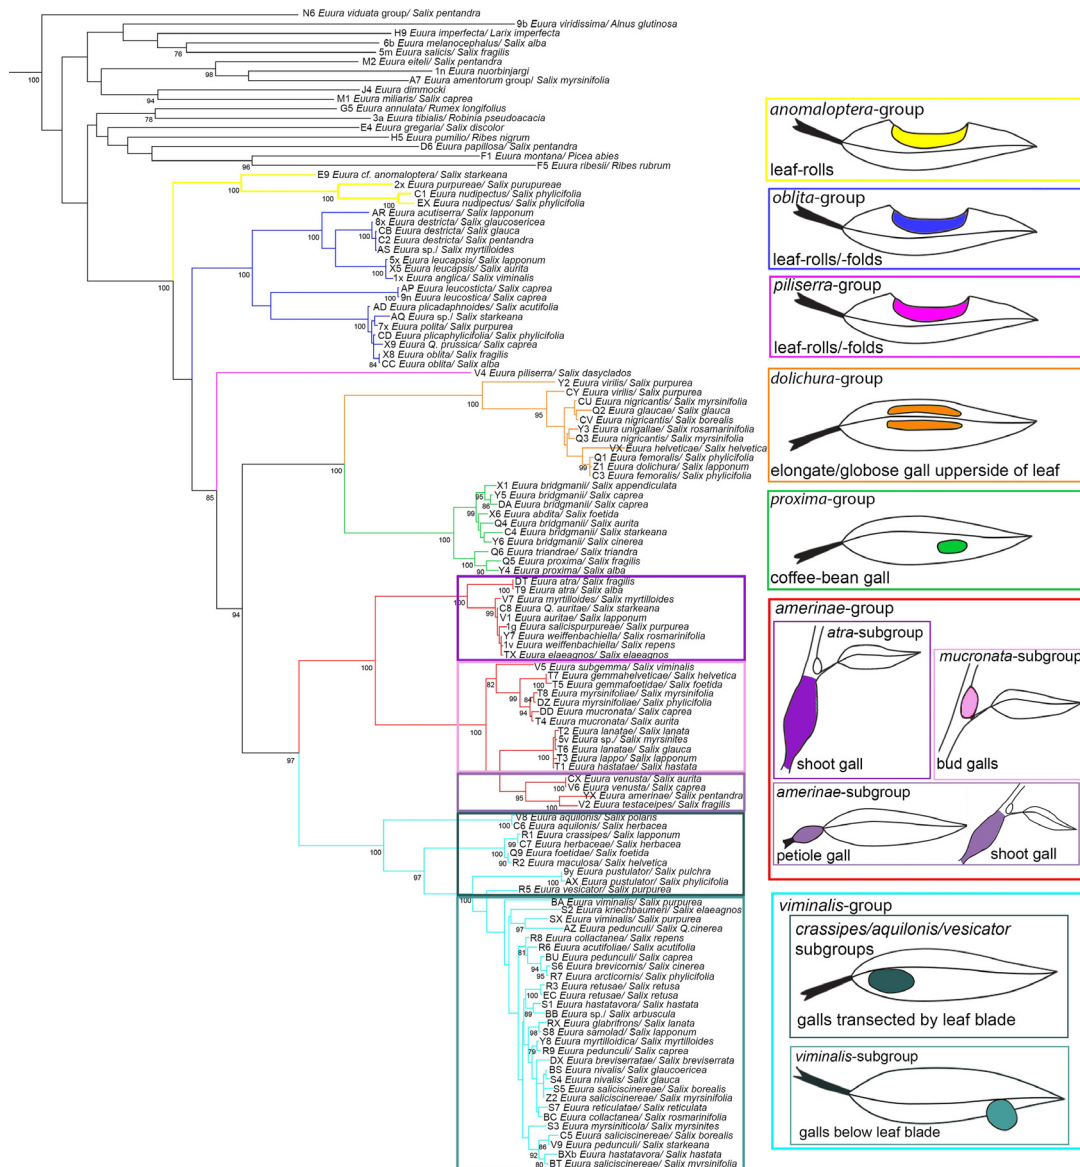 N6 Euura viduata group/ Salix pentandra
9b Euura viridissima/ Alnus glutinosa
H9 Euura imperfecta/ Larix imperfecta
6b Euura melanocephalus/ Salix alba
76
5m Euura salicis/ Salix fragilis
M2 Euura eiteli/ Salix pentandra
100
98
1n Euura nuorbinjargi
A7 Euura amentorum group/ Salix myrsinifolia
J4 Euura dimmocki
94
M1 Euura miliaris/ Salix caprea
G5 Euura annulata/ Rumex longifolius
78
3a Euura tibialis/ Robinia pseudoacacia
E4 Euura gregaria/ Salix discolor
H5 Euura pumilio/ Ribes nigrum
D6 Euura papillosa/ Salix pentandra
F1 Euura montana/ Picea abies
96
F5 Euura ribesii/ Ribes rubrum
E9 Euura cf. anomaloptera/ Salix starkeana
100
2x Euura purpureae/ Salix purupureae
100
C1 Euura nudipectus/ Salix phylicifolia
100
EX Euura nudipectus/ Salix phylicifolia
AR Euura acutiserra/ Salix lapponum
8x Euura destricta/ Salix glaucosericea
CB Euura destricta/ Salix glauca
100
C2 Euura destricta/ Salix pentandra
100
AS Euura sp./ Salix myrtilloides
5x Euura leucapsis/ Salix lapponum
X5 Euura leucapsis/ Salix aurita
100
100
1x Euura anglica/ Salix viminalis
AP Euura leucosticta/ Salix caprea
100
9n Euura leucostica/ Salix caprea
AD Euura plicadaphnoides/ Salix acutifolia
AQ Euura sp./ Salix starkeana
100
7x Euura polita/ Salix purpurea
CD Euura plicaphylicifolia/ Salix phylicifolia
X9 Euura Q. prussica/ Salix caprea
X8 Euura oblita/ Salix fragilis
84
CC Euura oblita/ Salix alba
100
V4 Euura piliserra/ Salix dasyclados
Y2 Euura virilis/ Salix purpurea
CY Euura virilis/ Salix purpurea
100
CU Euura nigricantis/ Salix myrsinifolia
95
Q2 Euura glaucae/ Salix glauca
CV Euura nigricantis/ Salix borealis
Y3 Euura unigallae/ Salix rosamarinifolia
Q3 Euura nigricantis/ Salix myrsinifolia
VX Euura helveticae/ Salix helvetica
Q1 Euura femoralis/ Salix phylicifolia
99
Z1 Euura dolichura/ Salix lapponum
100
C3 Euura femoralis/ Salix phylicifolia
85
X1 Euura bridgmanii/ Salix appendiculata
95
Y5 Euura bridgmanii/ Salix caprea
86
DA Euura bridgmanii/ Salix caprea
99
X6 Euura abdita/ Salix foetida
Q4 Euura bridgmanii/ Salix aurita
C4 Euura bridgmanii/ Salix starkeana
100
Y6 Euura bridgmanii/ Salix cinerea
Q6 Euura triandrae/ Salix triandra
100
Q5 Euura proxima/ Salix fragilis
90
Y4 Euura proxima/ Salix alba
DT Euura atra/ Salix fragilis
100
T9 Euura atra/ Salix alba
100
V7 Euura myrtilloides/ Salix myrtilloides
C8 Euura Q. auritae/ Salix starkeana
99
V1 Euura auritae/ Salix lapponum
94
1g Euura salicispurpureae/ Salix purpurea
Y7 Euura weiffenbachiella/ Salix rosmarinifolia
1v Euura weiffenbachiella/ Salix repens
TX Euura elaeagnos/ Salix elaeagnos
100
V5 Euura subgemma/ Salix viminalis
T7 Euura gemmahelveticae/ Salix helvetica
82
99
100
T5 Euura gemmafoetidae/ Salix foetida
T8 Euura myrsinifoliae/ Salix myrsinifolia
84
DZ Euura myrsinifoliae/ Salix phylicifolia
94
DD Euura mucronata/ Salix caprea
T4 Euura mucronata/ Salix aurita
T2 Euura lanatae/ Salix lanata
5v Euura sp./ Salix myrsinites
T6 Euura lanatae/ Salix glauca
100
T3 Euura lappo/ Salix lapponum
97
T1 Euura hastatae/ Salix hastata
CX Euura venusta/ Salix aurita
100
V6 Euura venusta/ Salix caprea
95
YX Euura amerinae/ Salix pentandra
100
V2 Euura testaceipes/ Salix fragilis
V8 Euura aquilonis/ Salix polaris
100
C6 Euura aquilonis/ Salix herbacea
R1 Euura crassipes/ Salix lapponum
99
C7 Euura herbaceae/ Salix herbacea
100
100
Q9 Euura foetidae/ Salix foetida
90
R2 Euura maculosa/ Salix helvetica
97
9y Euura pustulator/ Salix pulchra
100
AX Euura pustulator/ Salix phylicifolia
R5 Euura vesicator/ Salix purpurea
100
BA Euura viminalis/ Salix purpurea
S2 Euura kriechbaumeri/ Salix elaeagnos
SX Euura viminalis/ Salix purpurea
97
AZ Euura pedunculi/ Salix Q.cinerea
R8 Euura collactanea/ Salix repens
81
R6 Euura acutifoliae/ Salix acutifolia
BU Euura pedunculi/ Salix caprea
94
S6 Euura brevicornis/ Salix cinerea
95
R7 Euura arcticornis/ Salix phylicifolia
R3 Euura retusae/ Salix retusa
100
EC Euura retusae/ Salix retusa
S1 Euura hastatavora/ Salix hastata
89
BB Euura sp./ Salix arbuscula
RX Euura glabrifrons/ Salix lanata
98
S8 Euura samolad/ Salix lapponum
Y8 Euura myrtilloidica/ Salix myrtilloides
79
R9 Euura pedunculi/ Salix caprea
DX Euura breviserratae/ Salix breviserrata
BS Euura nivalis/ Salix glaucoericea
S4 Euura nivalis/ Salix glauca
S5 Euura saliciscinereae/ Salix borealis
Z2 Euura saliciscinereae/ Salix myrsinifolia
S7 Euura reticulatae/ Salix reticulata
BC Euura collactanea/ Salix rosmarinifolia
S3 Euura myrsiniticola/ Salix myrsinites
C5 Euura saliciscinereae/ Salix borealis
86
V9 Euura pedunculi/ Salix starkeana
92
BXb Euura hastatavora/ Salix hastata
80
BT Euura saliciscinereae/ Salix myrsinifolia
anomaloptera-group
leaf-rolls
oblita-group
leaf-rolls/-folds
piliserra-group
leaf-rolls/-folds
dolichura-group
elongate/globose gall upperside of leaf
proxima-group
coffee-bean gall
amerinae-group
atra-subgroup
shoot gall
mucronata-subgroup
bud galls
amerinae-subgroup
petiole gall
shoot gall
viminalis-group
crassipes/aquilonis/vesicator
subgroups
galls transected by leaf blade
viminalis-subgroup
galls below leaf blade